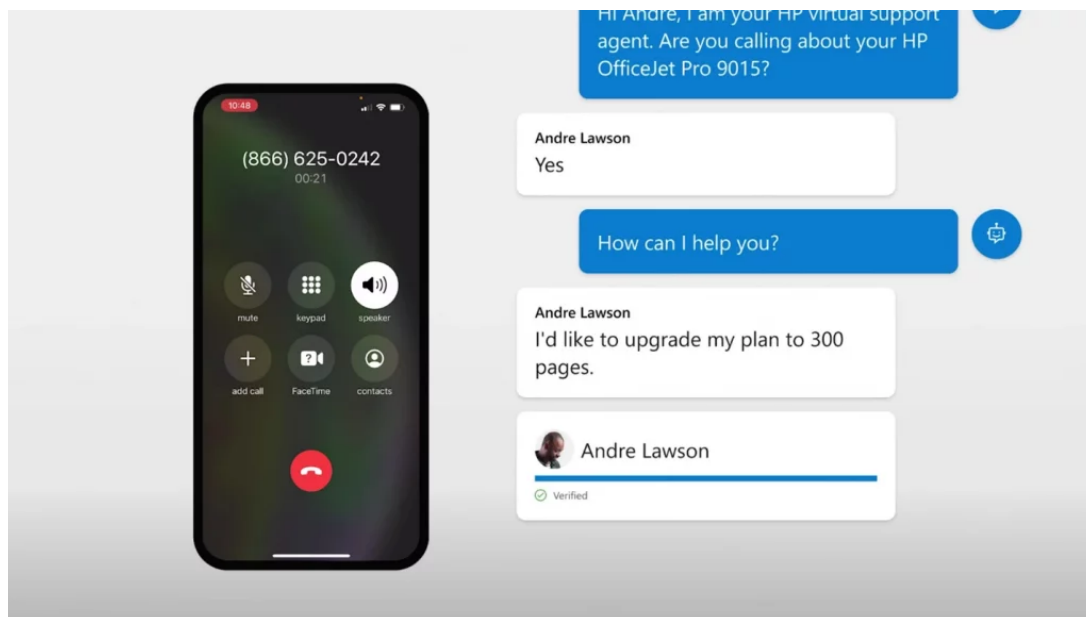 10:48
(866) 625-0242
00:21
mute
keypad
speaker
add call
FaceTime
contacts
Hi Andre, I am your HP virtual support
agent. Are you calling about your HP
OfficeJet Pro 9015?
Andre Lawson
Yes
How can I help you?
Andre Lawson
I'd like to upgrade my plan to 300
pages.
Andre Lawson
Verified